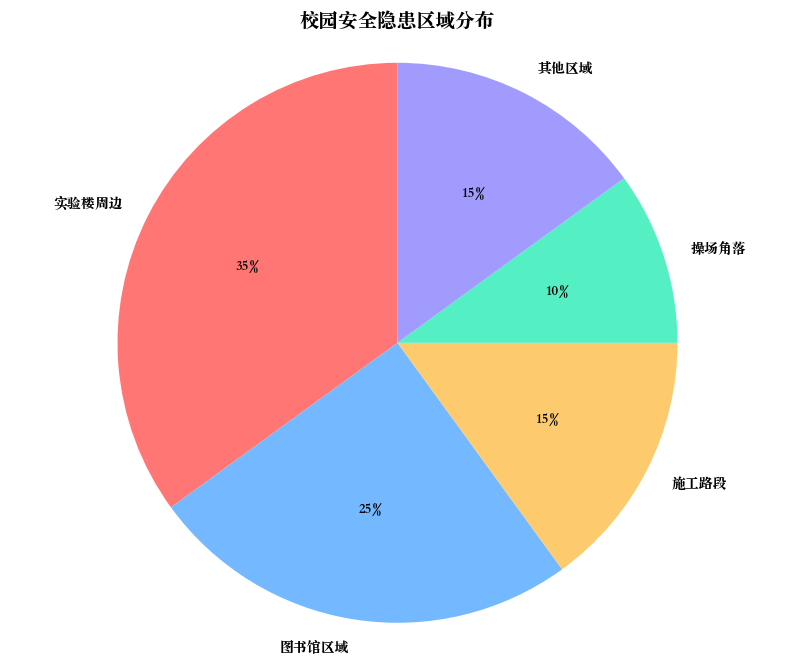 校园安全隐患区域分布
其他区域
15%
实验楼周边
操场角落
35%
10%
15%
施工路段
25%
图书馆区域